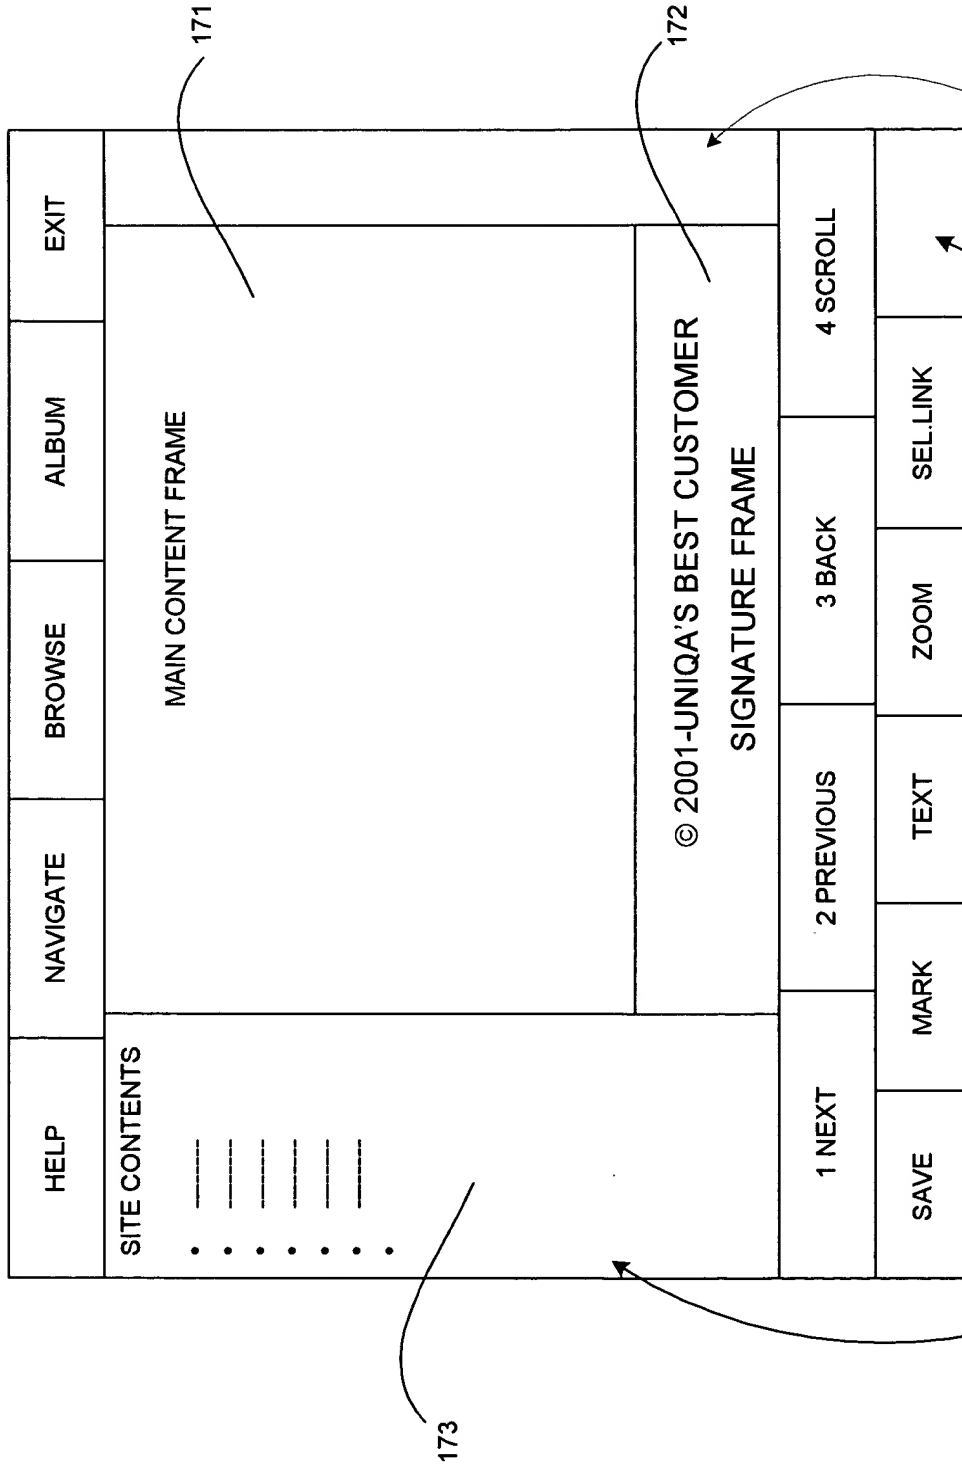 HELP
NAVIGATE
BROWSE
ALBUM
EXIT
SITE CONTENTS
MAIN CONTENT FRAME
© 2001-UNIQA'S BEST CUSTOMER
SIGNATURE FRAME
1 NEXT
2 PREVIOUS
3 BACK
4 SCROLL
SAVE
MARK
TEXT
ZOOM
SEL.LINK
171
172
173